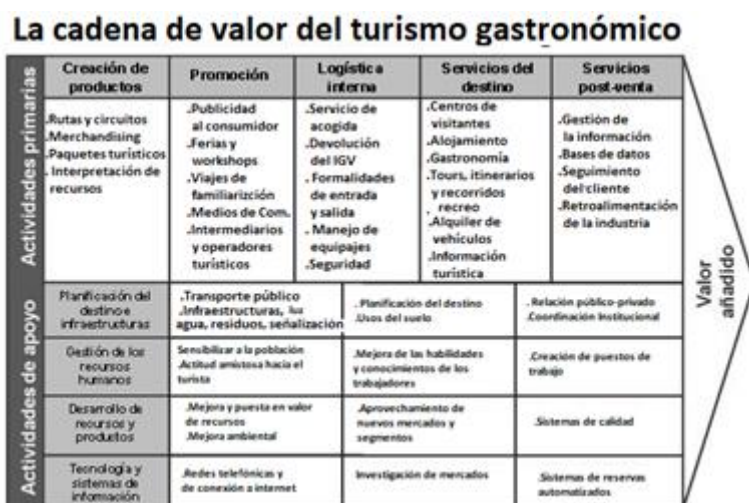 La cadena de valor del turismo gastronómico
Actividades primarias
Creación de
productos
Promoción
Logística
interna
Servicios del
destino
Servicios
post-venta
.Rutas y circuitos
.Merchandising
.Paquetes turísticos
. Interpretación de
recursos
.Publicidad
al consumidor
.Ferias y
workshops
.Viajes de
familiarizción
.Medios de Com.
.Intermediarios
y operadores
turísticos
.Servicio de
acogida
.Devolución
del IGV
. Formalidades
de entrada
y salida
. Manejo de
equipajes
.Seguridad
.Centros de
visitantes
.Alojamiento
.Gastronomía
.Tours, itinerarios
y recorridos
. recreo
.Alquiler de
vehículos
.Información
turística
.Gestión de
la información
.Bases de datos
.Seguimiento
del cliente
.Retroalimentación
de la industria
Valor
añadido
Actividades de apoyo
Planificación del
destino e
infraestructuras
.Transporte público
.Infraestructuras, luz
agua, residuos, señalización
. Planificación del destino
. Usos del suelo
. Relación público-privado
. Coordinación Institucional
Gestión de los
recursos
humanos
Sensibilizar a la población
.Actitud amistosa hacia el
turista
.Mejora de las habilidades
y conocimientos de los
trabajadores
.Creación de puestos de
trabajo
Desarrollo de
recursos y
productos
.Mejora y puesta en valor
de recursos
. Mejora ambiental
.Aprovechamiento de
nuevos mercados y
segmentos
.Sistemas de calidad
Tecnología y
sistemas de
información
.Redes telefónicas y
de conexión a internet
Investigación de mercados
.Sistemas de reservas
automatizados